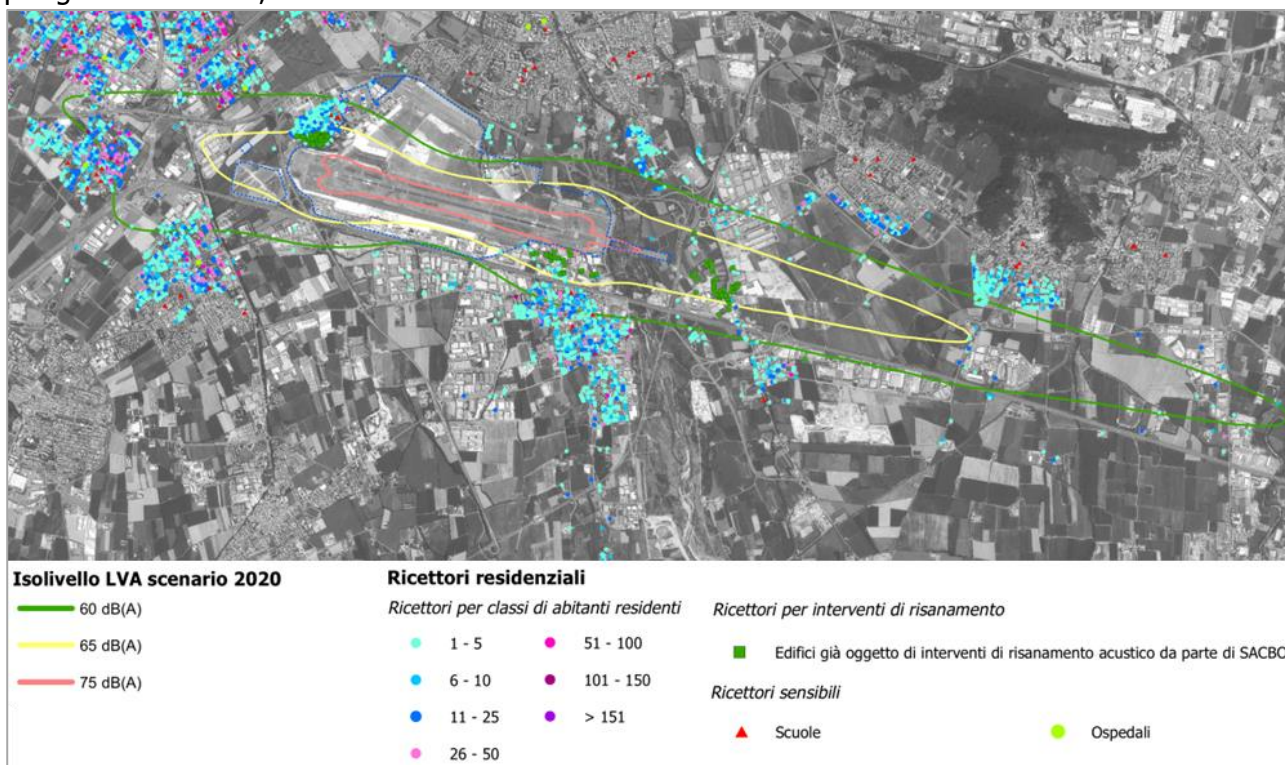 Isolivello LVA scenario 2020
60 dB(A)
65 dB(A)
75 dB(A)
Ricettori residenziali
Ricettori per classi di abitanti residenti
1 - 5
6 - 10
11 - 25
26 - 50
51 - 100
101 - 150
> 151
Ricettori per interventi di risanamento
Edifici già oggetto di interventi di risanamento acustico da parte di SACBO
Ricettori sensibili
Scuole
Ospedali